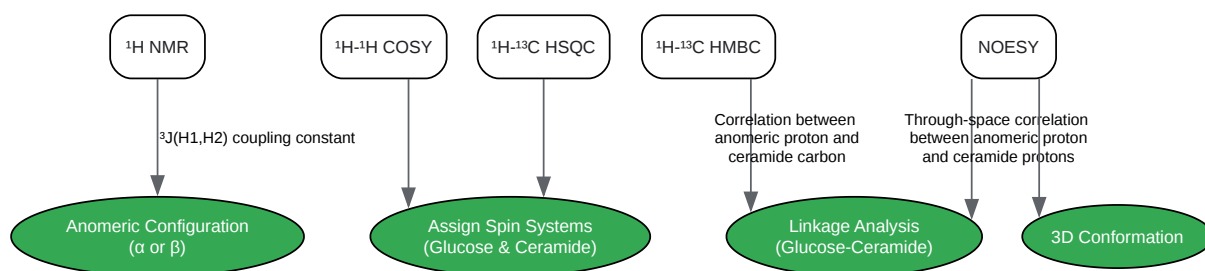 ¹H NMR
¹H-¹H COSY
¹H-¹³C HSQC
¹H-¹³C HMBC
NOESY
³J(H1,H2) coupling constant
Correlation between
anomeric proton and
ceramide carbon
Through-space correlation
between anomeric proton
and ceramide protons
Anomeric Configuration
(α or β)
Assign Spin Systems
(Glucose & Ceramide)
Linkage Analysis
(Glucose-Ceramide)
3D Conformation